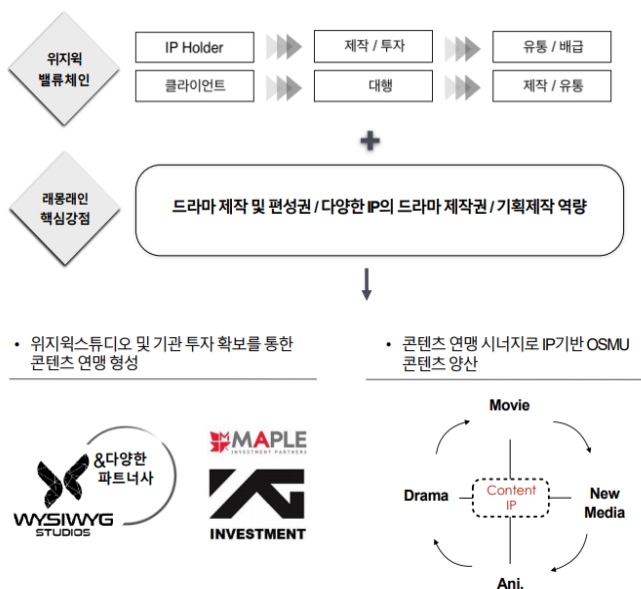 위지윅
밸류체인
IP Holder
제작 / 투자
유통 / 배급
클라이언트
대행
제작 / 유통
래몽래인
핵심강점
드라마 제작 및 편성권 / 다양한 IP의 드라마 제작권 / 기획제작 역량
• 위지윅스튜디오 및 기관 투자 확보를 통한
콘텐츠 연맹 형성
&다양한
파트너사
WYSIWYG
STUDIOS
MAPLE
INVESTMENT PARTNERS
YG
INVESTMENT
• 콘텐츠 연맹 시너지로 IP기반 OSMU
콘텐츠 양산
Movie
Drama
Content
IP
New
Media
Ani.